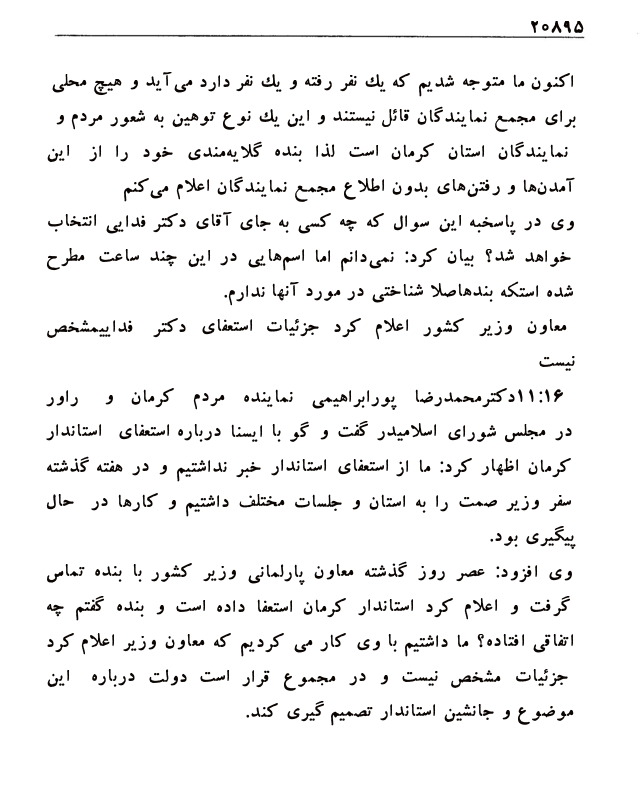 ۲۰۸۹۵
اکنون ما متوجه شدیم که یك نفر رفته و یك نفر دارد می‌آید و هیچ محلی
برای مجمع نمایندگان قائل نیستند و این یك نوع توهین به شعور مردم و
نمایندگان استان کرمان است لذا بنده گلایه‌مندی خود را از این
آمدن‌ها و رفتن‌های بدون اطلاع مجمع نمایندگان اعلام می‌کنم
وی در پاسخبه این سوال که چه کسی به جای آقای دکتر فدایی انتخاب
خواهد شد؟ بیان کرد: نمی‌دانم اما اسم‌هایی در این چند ساعت مطرح
شده استکه بنده‌اصلا شناختی در مورد آنها ندارم.
معاون وزیر کشور اعلام کرد جزئیات استعفای دکتر فداییمشخص
نیست
۱۱:۱۶دکترمحمدرضا پورابراهیمی نماینده مردم کرمان و راور
در مجلس شورای اسلامیدر گفت و گو با ایسنا درباره استعفای استاندار
کرمان اظهار کرد: ما از استعفای استاندار خبر نداشتیم و در هفته گذشته
سفر وزیر صمت را به استان و جلسات مختلف داشتیم و کارها در حال
پیگیری بود.
وی افزود: عصر روز گذشته معاون پارلمانی وزیر کشور با بنده تماس
گرفت و اعلام کرد استاندار کرمان استعفا داده است و بنده گفتم چه
اتفاقی افتاده؟ ما داشتیم با وی کار می کردیم که معاون وزیر اعلام کرد
جزئیات مشخص نیست و در مجموع قرار است دولت درباره این
موضوع و جانشین استاندار تصمیم گیری کند.